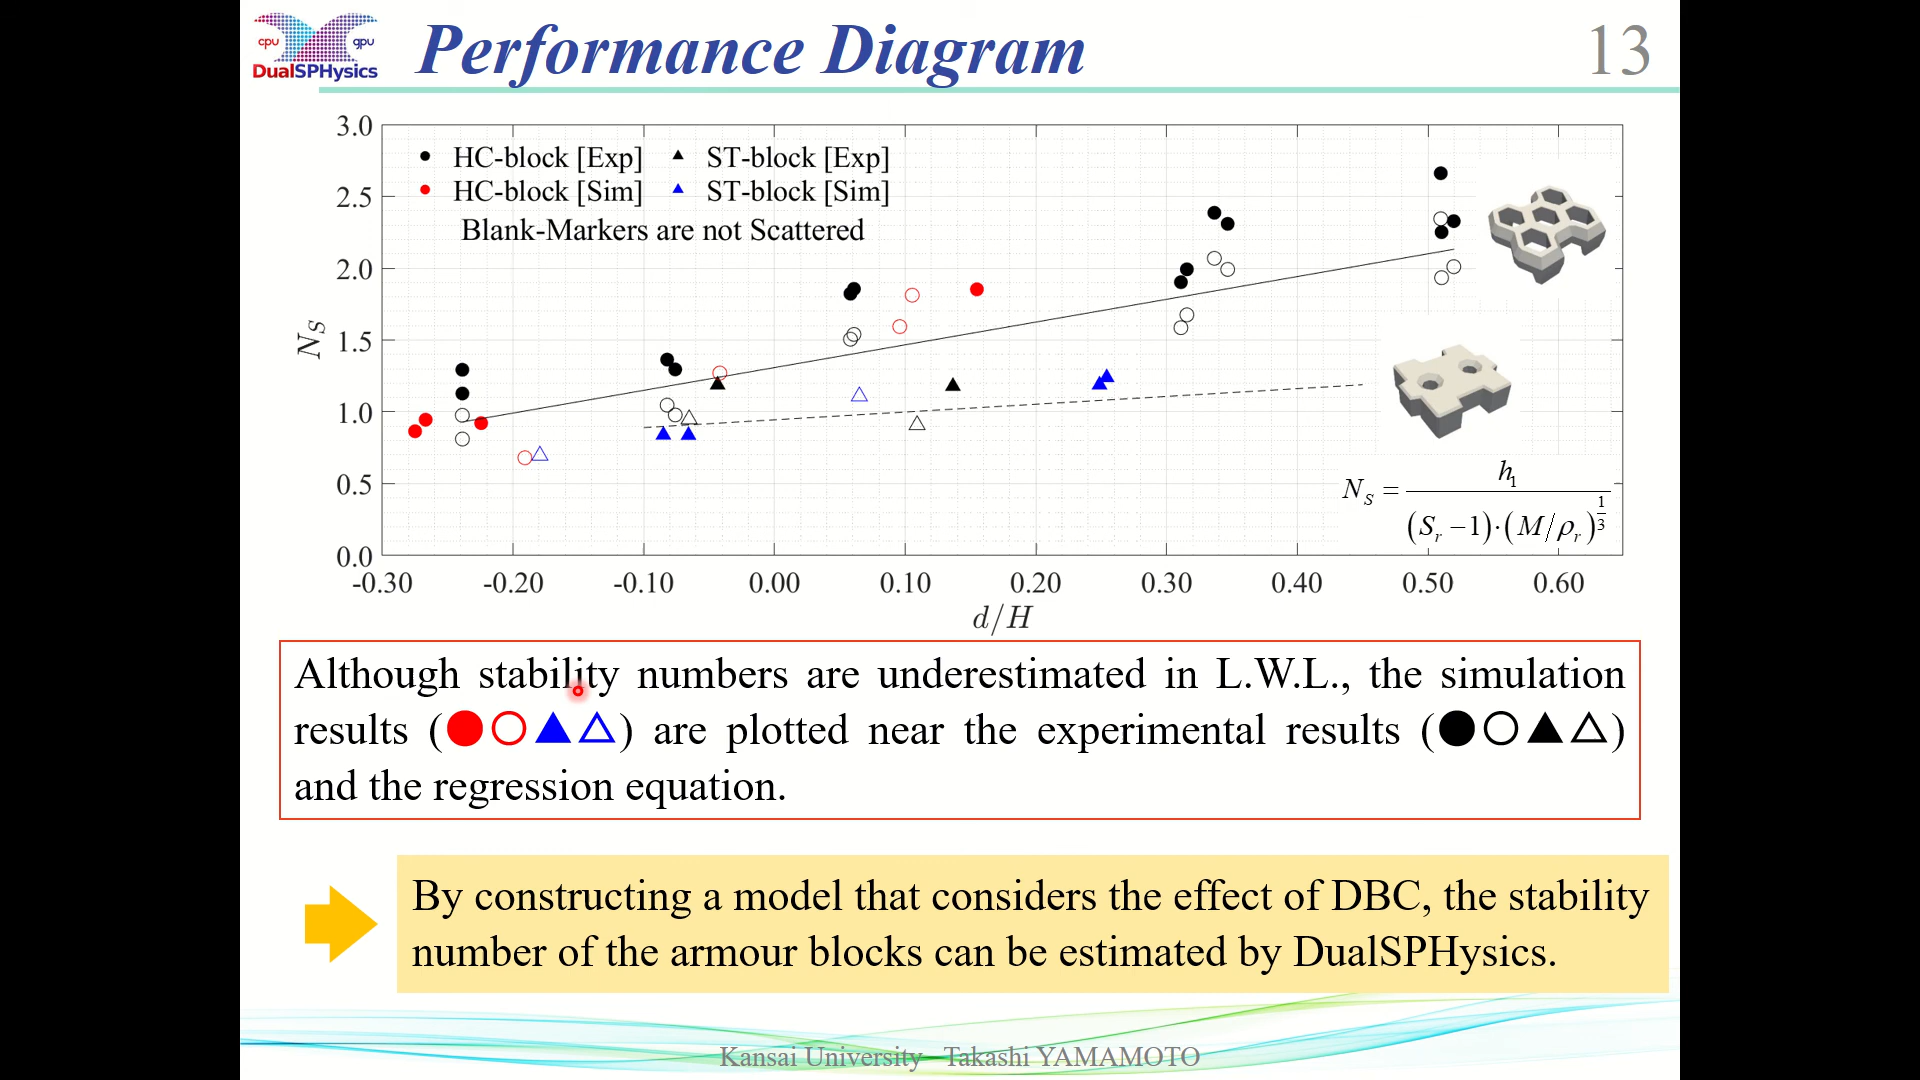 cpu gpu
DualSPHysics
Performance Diagram
13
3.0
2.5
2.0
1.5
1.0
0.5
0.0
N_S
● HC-block [Exp] ▲ ST-block [Exp]
● HC-block [Sim] ▲ ST-block [Sim]
Blank-Markers are not Scattered
N_S = h_1 / ((S_r − 1)·(M/ρ_r)^{1/3})
-0.30 -0.20 -0.10 0.00 0.10 0.20 0.30 0.40 0.50 0.60
d/H
Although stability numbers are underestimated in L.W.L., the simulation
results (●○▲△) are plotted near the experimental results (●○▲△)
and the regression equation.
By constructing a model that considers the effect of DBC, the stability
number of the armour blocks can be estimated by DualSPHysics.
Kansai University Takashi YAMAMOTO